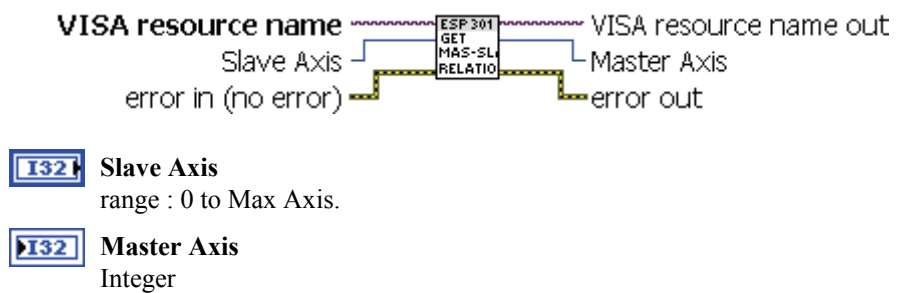 VISA resource name
ESP 301
GET
MAS-SL
RELATIO
VISA resource name out
Slave Axis
Master Axis
error in (no error)
error out
I32
Slave Axis
range : 0 to Max Axis.
I32
Master Axis
Integer